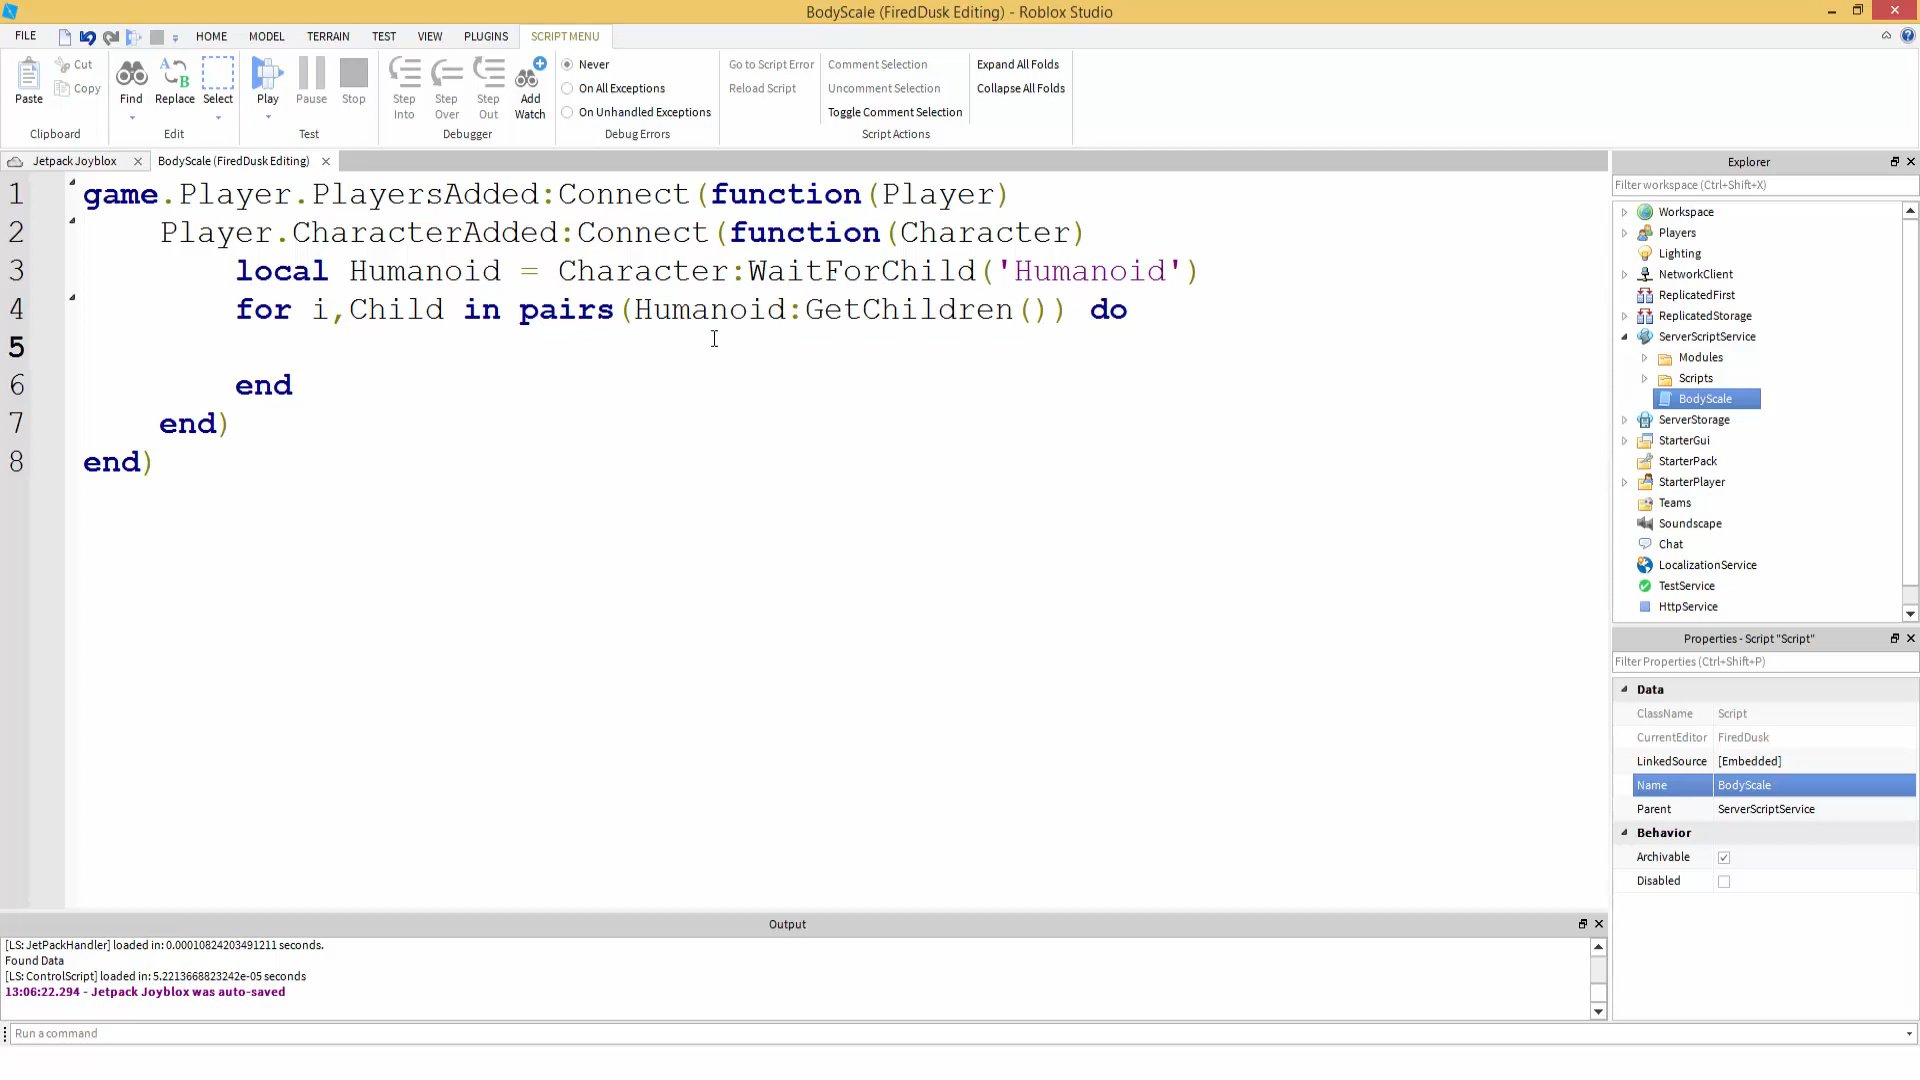 BodyScale (FiredDusk Editing) - Roblox Studio
FILE HOME MODEL TERRAIN TEST VIEW PLUGINS SCRIPT MENU
Paste
Cut
Copy
Clipboard
Find
Replace
Select
Edit
Play
Pause
Stop
Test
Step Into
Step Over
Step Out
Add Watch
Debugger
Never
On All Exceptions
On Unhandled Exceptions
Debug Errors
Go to Script Error
Reload Script
Comment Selection
Uncomment Selection
Toggle Comment Selection
Expand All Folds
Collapse All Folds
Script Actions
Jetpack Joyblox
BodyScale (FiredDusk Editing)
1 game.Player.PlayersAdded:Connect(function(Player)
2 Player.CharacterAdded:Connect(function(Character)
3 local Humanoid = Character:WaitForChild('Humanoid')
4 for i,Child in pairs(Humanoid:GetChildren()) do
5
6 end
7 end)
8 end)
Explorer
Filter workspace (Ctrl+Shift+X)
Workspace
Players
Lighting
NetworkClient
ReplicatedFirst
ReplicatedStorage
ServerScriptService
Modules
Scripts
BodyScale
ServerStorage
StarterGui
StarterPack
StarterPlayer
Teams
Soundscape
Chat
LocalizationService
TestService
HttpService
Properties - Script "Script"
Filter Properties (Ctrl+Shift+P)
Data
ClassName Script
CurrentEditor FiredDusk
LinkedSource [Embedded]
Name BodyScale
Parent ServerScriptService
Behavior
Archivable
Disabled
Output
[LS: JetPackHandler] loaded in: 0.00010824203491211 seconds.
Found Data
[LS: ControlScript] loaded in: 5.2213668823242e-05 seconds
13:06:22.294 - Jetpack Joyblox was auto-saved
Run a command